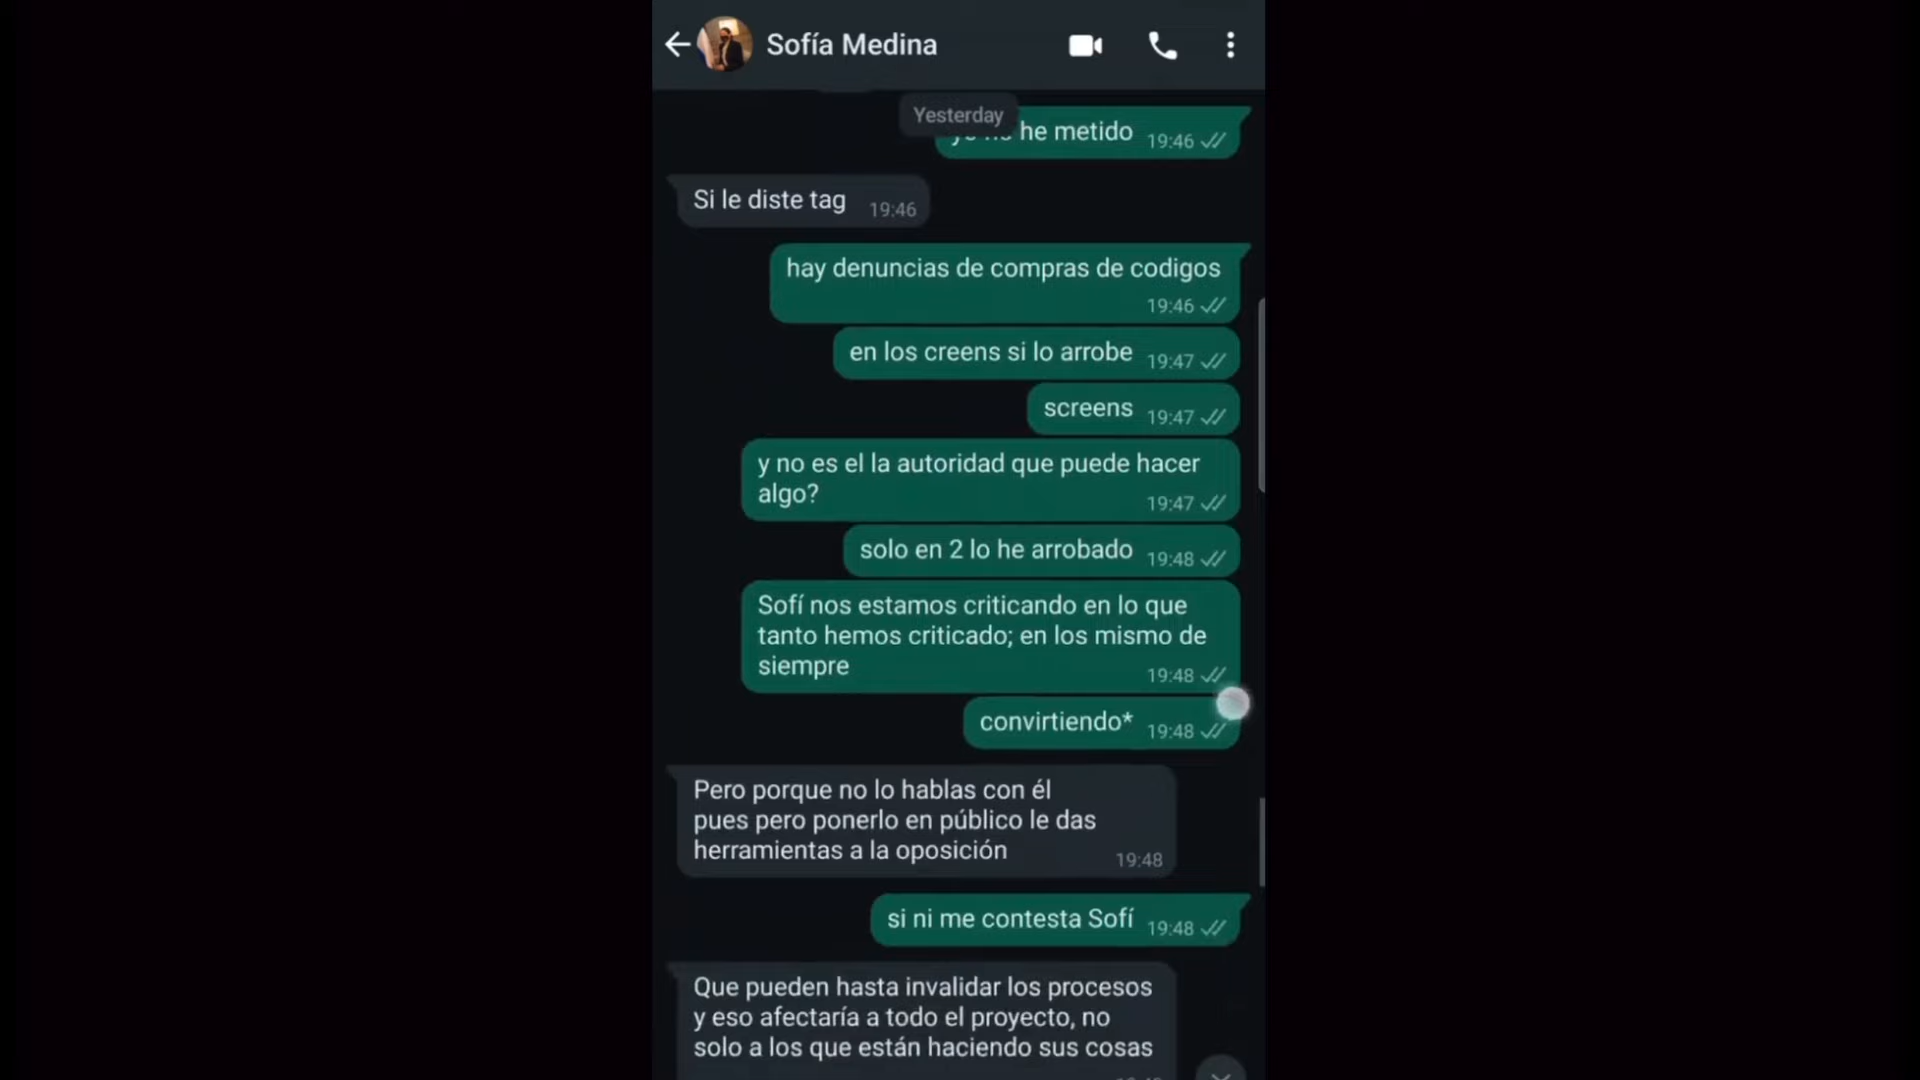 Sofía Medina
Yesterday
he metido 19:46
Si le diste tag 19:46
hay denuncias de compras de codigos
19:46
en los creens si lo arrobe 19:47
screens 19:47
y no es el la autoridad que puede hacer
algo? 19:47
solo en 2 lo he arrobado 19:48
Sofí nos estamos criticando en lo que
tanto hemos criticado; en los mismo de
siempre 19:48
convirtiendo* 19:48
Pero porque no lo hablas con él
pues pero ponerlo en público le das
herramientas a la oposición 19:48
si ni me contesta Sofí 19:48
Que pueden hasta invalidar los procesos
y eso afectaría a todo el proyecto, no
solo a los que están haciendo sus cosas